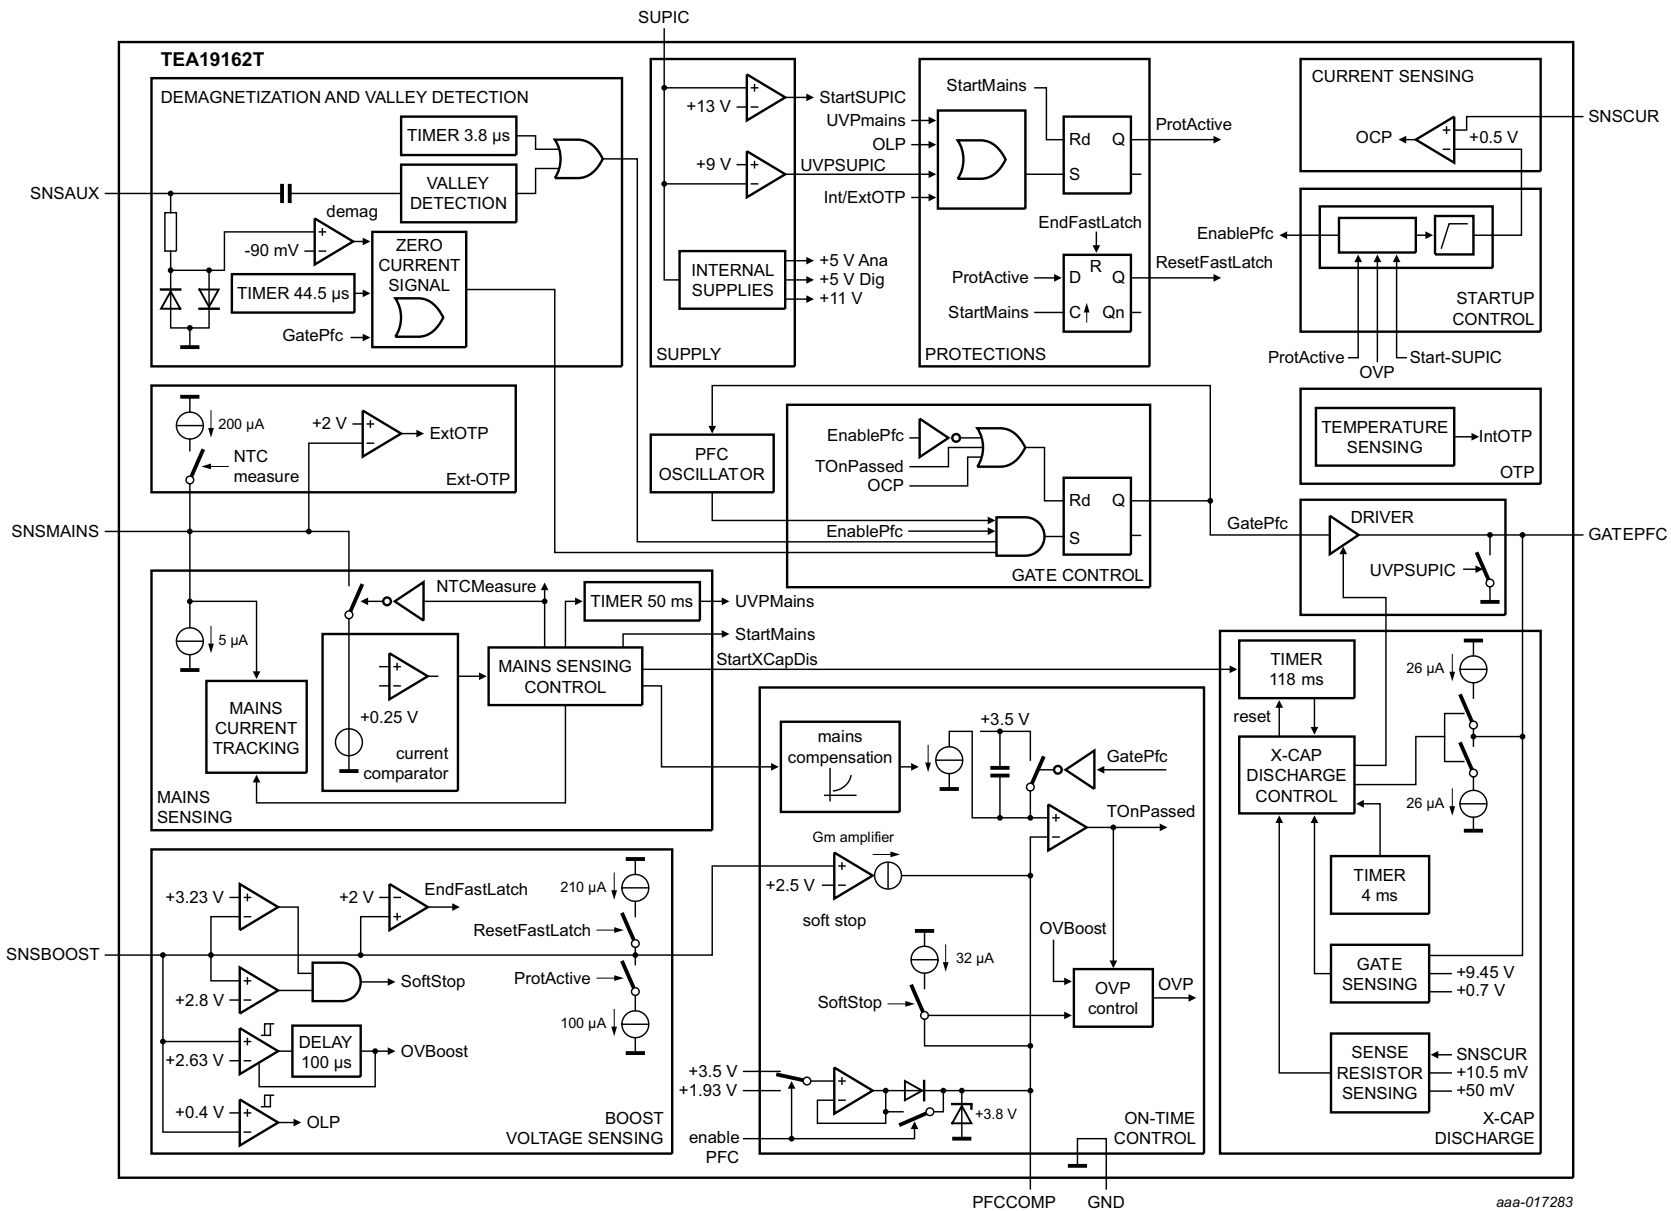 SUPIC
TEA19162T
DEMAGNETIZATION AND VALLEY DETECTION
TIMER 3.8 µs
VALLEY
DETECTION
SNSAUX
demag
-90 mV
ZERO
CURRENT
SIGNAL
TIMER 44.5 µs
GatePfc
+13 V
StartSUPIC
+9 V
UVPSUPIC
INTERNAL
SUPPLIES
+5 V Ana
+5 V Dig
+11 V
SUPPLY
StartMains
UVPmains
OLP
Int/ExtOTP
Rd
Q
S
ProtActive
EndFastLatch
R
ProtActive
D
Q
ResetFastLatch
StartMains
C
Qn
PROTECTIONS
CURRENT SENSING
OCP
+0.5 V
SNSCUR
EnablePfc
STARTUP
CONTROL
ProtActive
OVP
Start-SUPIC
200 µA
NTC
measure
+2 V
ExtOTP
Ext-OTP
SNSMAINS
PFC
OSCILLATOR
EnablePfc
TOnPassed
OCP
EnablePfc
Rd
Q
S
GATE CONTROL
TEMPERATURE
SENSING
IntOTP
OTP
GatePfc
DRIVER
UVPSUPIC
GATEPFC
NTCMeasure
TIMER 50 ms
UVPMains
StartMains
StartXCapDis
5 µA
MAINS
CURRENT
TRACKING
+0.25 V
current
comparator
MAINS SENSING
CONTROL
MAINS
SENSING
mains
compensation
+3.5 V
GatePfc
TOnPassed
Gm amplifier
+2.5 V
soft stop
32 µA
SoftStop
OVBoost
OVP
control
OVP
+3.5 V
+1.93 V
enable
PFC
+3.8 V
ON-TIME
CONTROL
PFCCOMP
GND
TIMER
118 ms
reset
X-CAP
DISCHARGE
CONTROL
26 µA
26 µA
TIMER
4 ms
GATE
SENSING
+9.45 V
+0.7 V
SENSE
RESISTOR
SENSING
SNSCUR
+10.5 mV
+50 mV
X-CAP
DISCHARGE
SNSBOOST
+3.23 V
+2 V
EndFastLatch
210 µA
ResetFastLatch
+2.8 V
SoftStop
ProtActive
100 µA
+2.63 V
DELAY
100 µs
OVBoost
+0.4 V
OLP
BOOST
VOLTAGE SENSING
aaa-017283